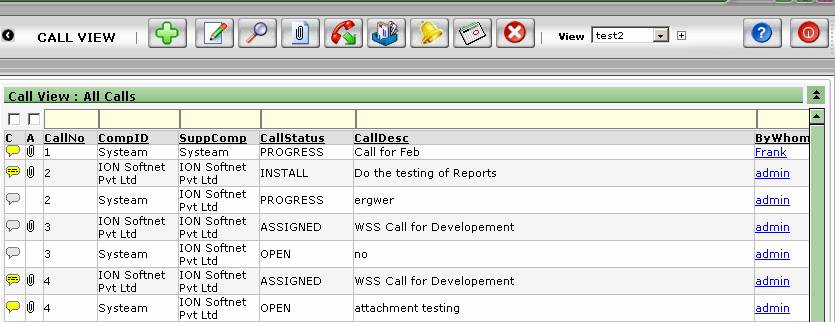 CALL VIEW View test2
Call View : All Calls
C A CallNo CompID SuppComp CallStatus CallDesc ByWhom
1 Systeam Systeam PROGRESS Call for Feb Frank
2 ION Softnet Pvt Ltd ION Softnet Pvt Ltd INSTALL Do the testing of Reports admin
2 Systeam ION Softnet Pvt Ltd PROGRESS ergwer admin
3 ION Softnet Pvt Ltd ION Softnet Pvt Ltd ASSIGNED WSS Call for Developement admin
3 Systeam ION Softnet Pvt Ltd OPEN no admin
4 ION Softnet Pvt Ltd ION Softnet Pvt Ltd ASSIGNED WSS Call for Developement admin
4 Systeam ION Softnet Pvt Ltd OPEN attachment testing admin